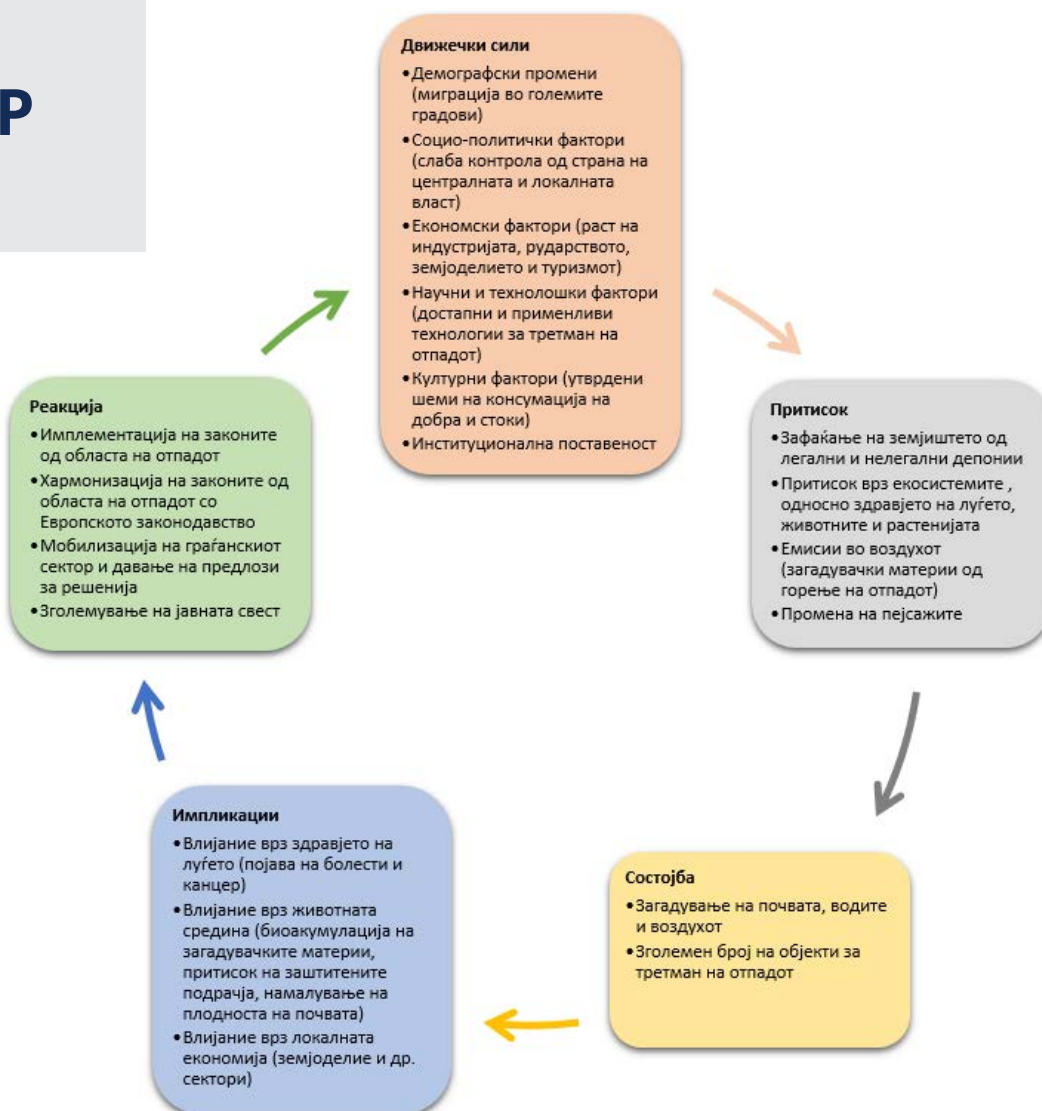 Р
Движечки сили
•Демографски промени
(миграција во големите
градови)
•Социо-политички фактори
(слаба контрола од страна на
централната и локалната
власт)
•Економски фактори (раст на
индустријата, рударството,
земјоделието и туризмот)
•Научни и технолошки фактори
(достапни и применливи
технологии за третман на
отпадот)
•Културни фактори (утврдени
шеми на консумација на
добра и стоки)
•Институционална поставеност
Притисок
•Зафаќање на земјиштето од
легални и нелегални депонии
•Притисок врз екосистемите ,
односно здравјето на луѓето,
животните и растенијата
•Емисии во воздухот
(загадувачки материи од
горење на отпадот)
•Промена на пејсажите
Состојба
•Загадување на почвата, водите
и воздухот
•Зголемен број на објекти за
третман на отпадот
Импликации
•Влијание врз здравјето на
луѓето (појава на болести и
канцер)
•Влијание врз животната
средина (биоакумулација на
загадувачките материи,
притисок на заштитените
подрачја, намалување на
плодноста на почвата)
•Влијание врз локалната
економија (земјоделие и др.
сектори)
Реакција
•Имплементација на законите
од областа на отпадот
•Хармонизација на законите од
областа на отпадот со
Европското законодавство
•Мобилизација на граѓанскиот
сектор и давање на предлози
за решенија
•Зголемување на јавната свест